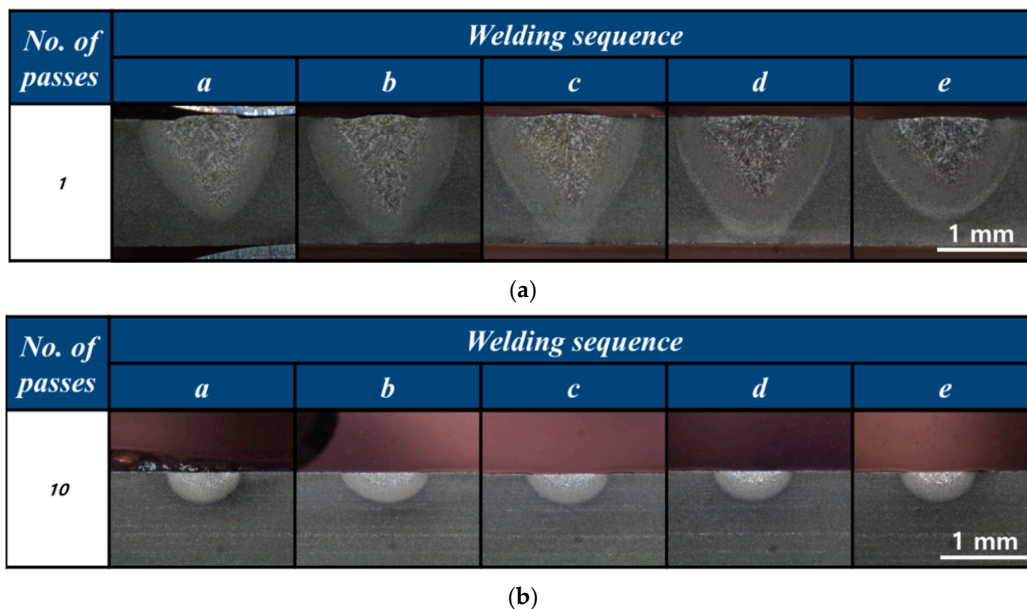 No. of passes
Welding sequence
a b c d e
1
1 mm
(a)
No. of passes
Welding sequence
a b c d e
10
1 mm
(b)